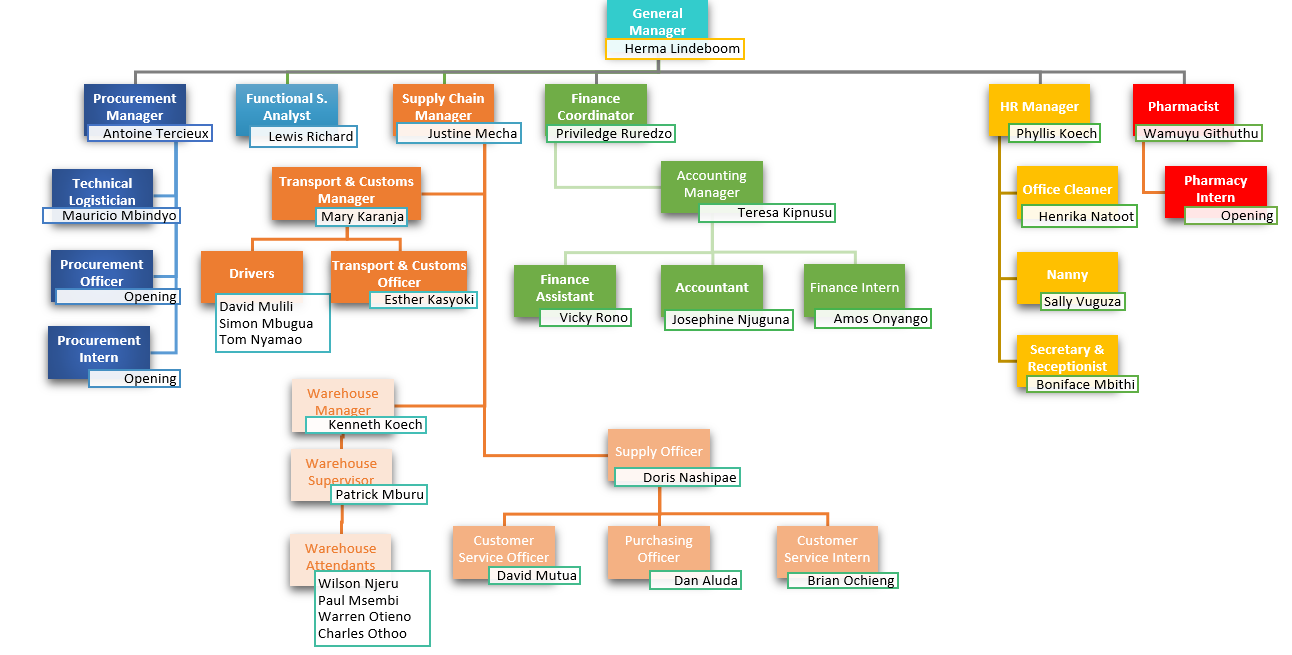 General
Manager
Herma Lindeboom
Procurement
Manager
Antoine Tercieux
Functional S.
Analyst
Lewis Richard
Supply Chain
Manager
Justine Mecha
Finance
Coordinator
Priviledge Ruredzo
HR Manager
Phyllis Koech
Pharmacist
Wamuyu Githuthu
Technical
Logistician
Mauricio Mbindyo
Transport & Customs
Manager
Mary Karanja
Accounting
Manager
Teresa Kipnusu
Office Cleaner
Henrika Natoot
Pharmacy
Intern
Opening
Procurement
Officer
Opening
Drivers
David Mulili
Simon Mbugua
Tom Nyamao
Transport & Customs
Officer
Esther Kasyoki
Finance
Assistant
Vicky Rono
Accountant
Josephine Njuguna
Finance Intern
Amos Onyango
Nanny
Sally Vuguza
Procurement
Intern
Opening
Secretary &
Receptionist
Boniface Mbithi
Warehouse
Manager
Kenneth Koech
Supply Officer
Doris Nashipae
Warehouse
Supervisor
Patrick Mburu
Warehouse
Attendants
Wilson Njeru
Paul Msembi
Warren Otieno
Charles Othoo
Customer
Service Officer
David Mutua
Purchasing
Officer
Dan Aluda
Customer
Service Intern
Brian Ochieng